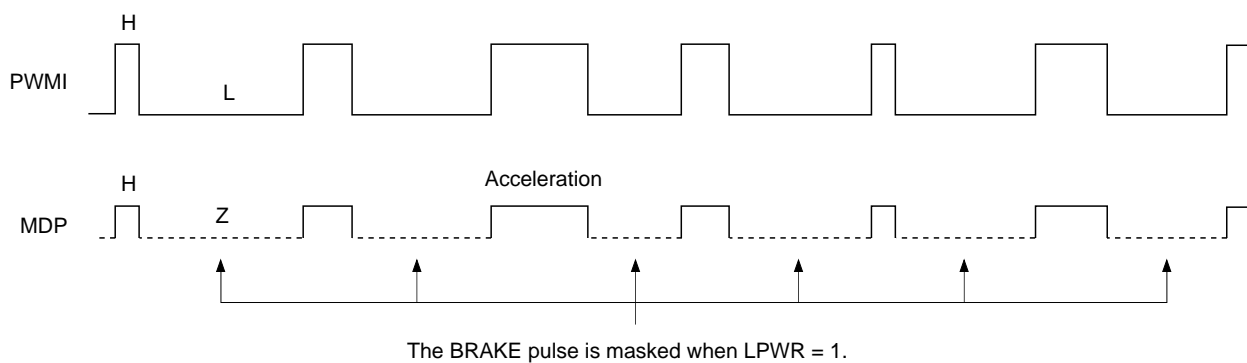 H
PWMI
L
Acceleration
H
MDP
Z
The BRAKE pulse is masked when LPWR = 1.